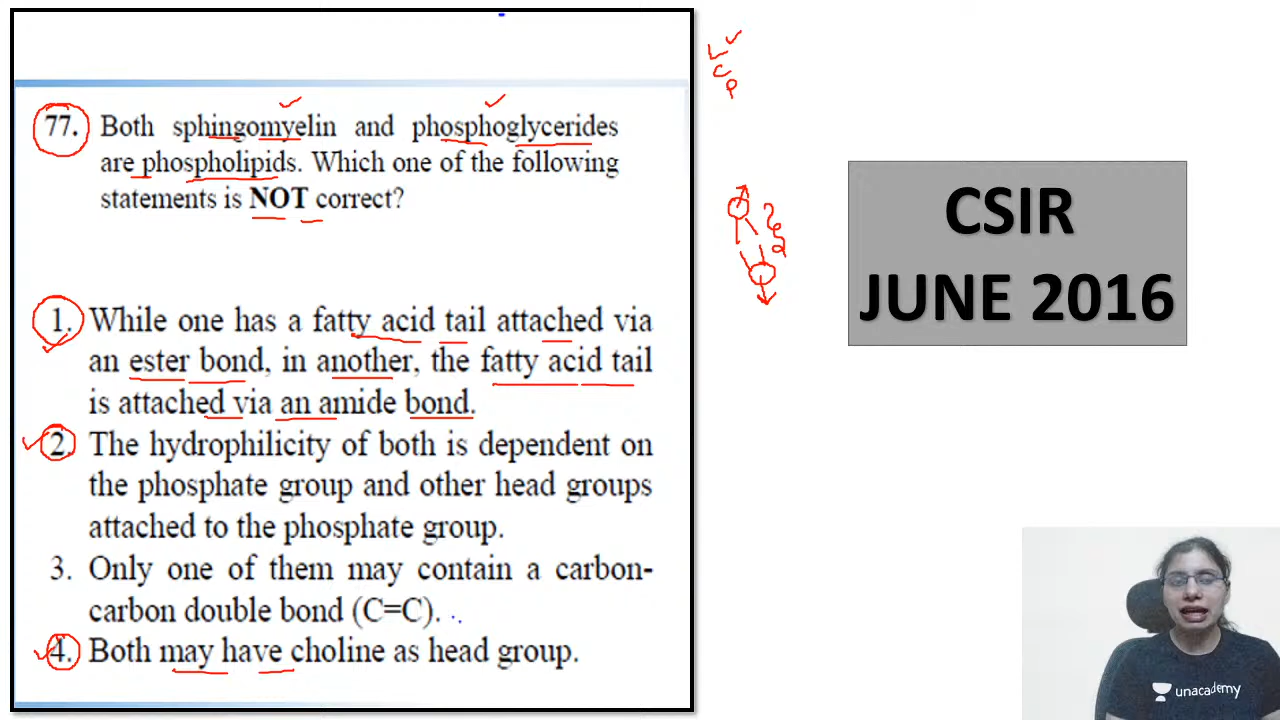 77. Both sphingomyelin and phosphoglycerides
are phospholipids. Which one of the following
statements is NOT correct?
1. While one has a fatty acid tail attached via
an ester bond, in another, the fatty acid tail
is attached via an amide bond.
2. The hydrophilicity of both is dependent on
the phosphate group and other head groups
attached to the phosphate group.
3. Only one of them may contain a carbon-
carbon double bond (C=C).
4. Both may have choline as head group.
CSIR
JUNE 2016
unacademy